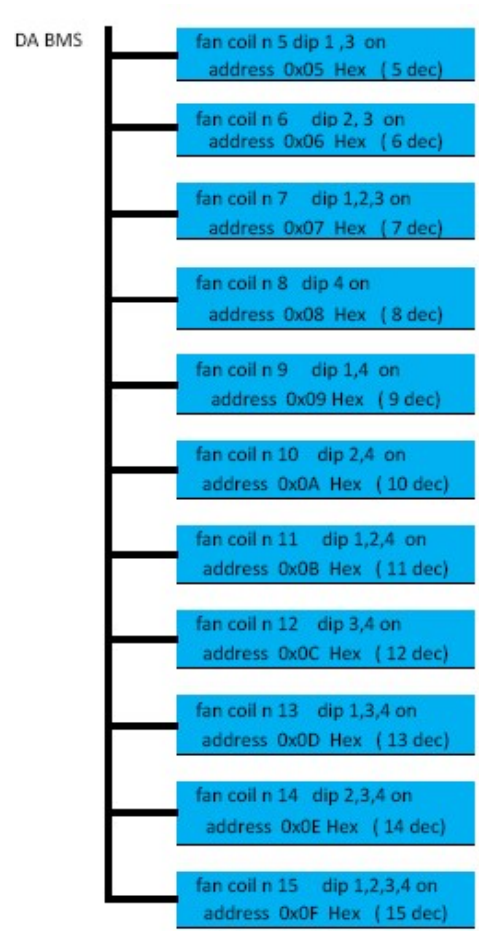 DA BMS
fan coil n 5 dip 1 ,3 on
address 0x05 Hex ( 5 dec)
fan coil n 6 dip 2, 3 on
address 0x06 Hex ( 6 dec)
fan coil n 7 dip 1,2,3 on
address 0x07 Hex ( 7 dec)
fan coil n 8 dip 4 on
address 0x08 Hex ( 8 dec)
fan coil n 9 dip 1,4 on
address 0x09 Hex ( 9 dec)
fan coil n 10 dip 2,4 on
address 0x0A Hex ( 10 dec)
fan coil n 11 dip 1,2,4 on
address 0x0B Hex ( 11 dec)
fan coil n 12 dip 3,4 on
address 0x0C Hex ( 12 dec)
fan coil n 13 dip 1,3,4 on
address 0x0D Hex ( 13 dec)
fan coil n 14 dip 2,3,4 on
address 0x0E Hex ( 14 dec)
fan coil n 15 dip 1,2,3,4 on
address 0x0F Hex ( 15 dec)